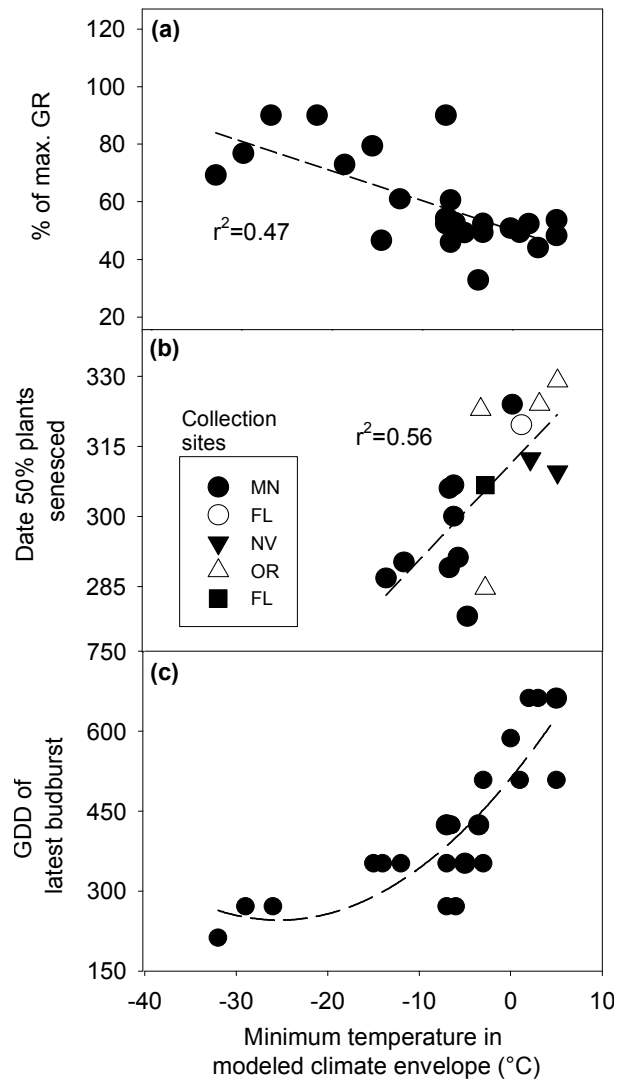 (a)
120
100
80
60
40
20
% of max. GR
r²=0.47
(b)
330
315
300
285
Date 50% plants
senesced
Collection
sites
MN
FL
NV
OR
FL
r²=0.56
(c)
750
600
450
300
150
GDD of
latest budburst
-40 -30 -20 -10 0 10
Minimum temperature in
modeled climate envelope (°C)